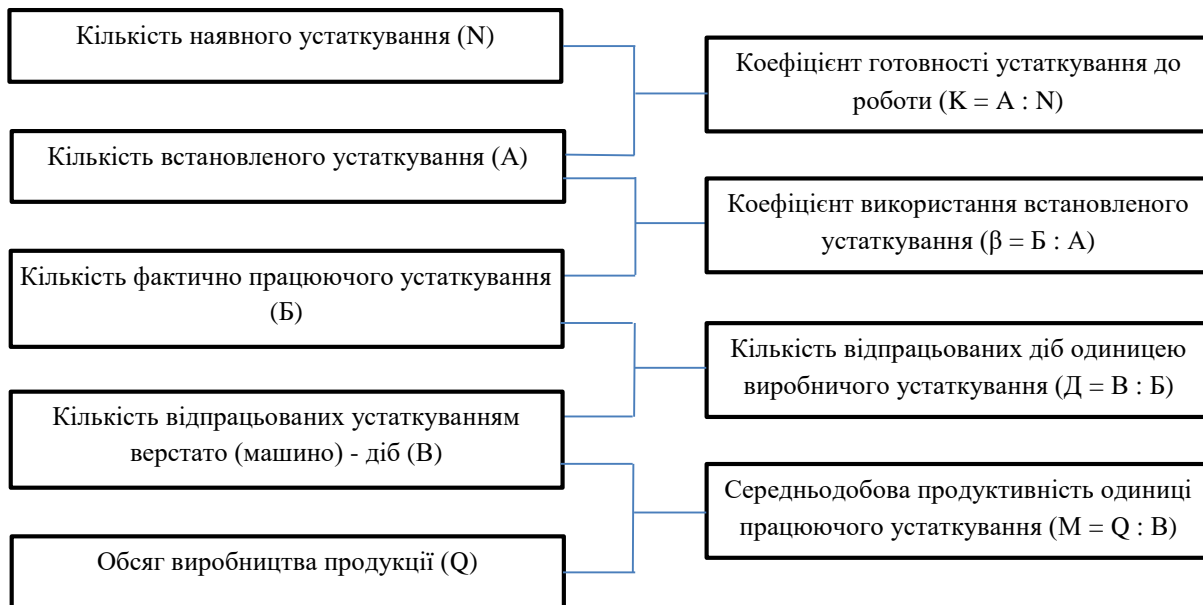 Кількість наявного устаткування (N)
Кількість встановленого устаткування (А)
Кількість фактично працюючого устаткування
(Б)
Кількість відпрацьованих устаткуванням
верстато (машино) - діб (В)
Обсяг виробництва продукції (Q)
Коефіцієнт готовності устаткування до
роботи (K = A : N)
Коефіцієнт використання встановленого
устаткування (β = Б : А)
Кількість відпрацьованих діб одиницею
виробничого устаткування (Д = В : Б)
Середньодобова продуктивність одиниці
працюючого устаткування (М = Q : В)